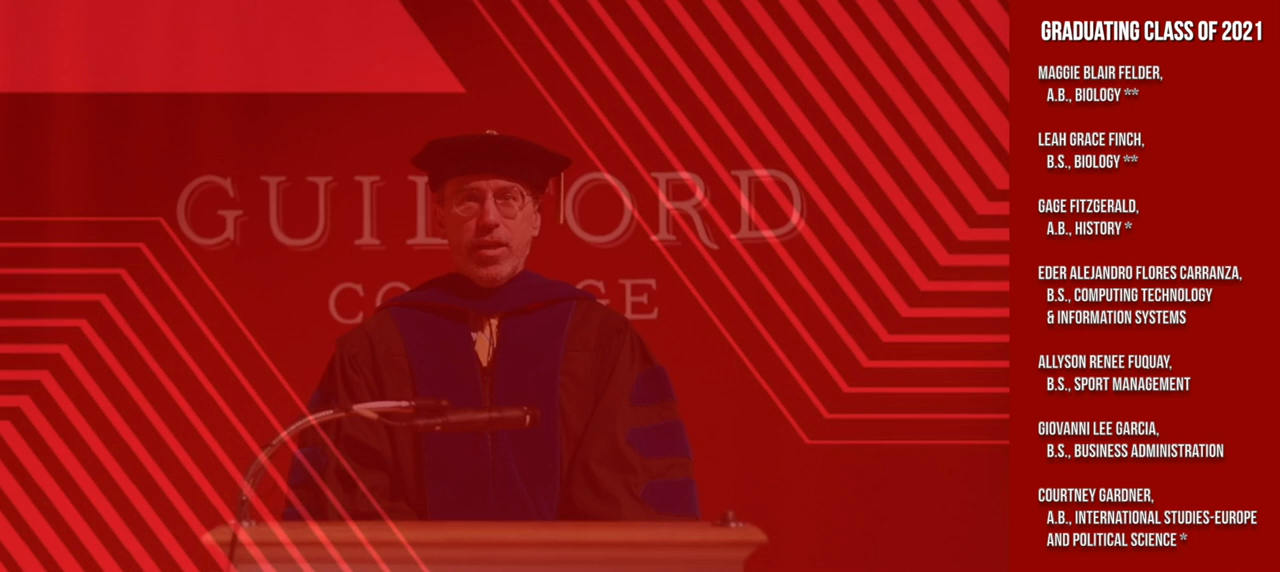 GUILFORD
COLLEGE
GRADUATING CLASS OF 2021
MAGGIE BLAIR FELDER,
A.B., BIOLOGY **
LEAH GRACE FINCH,
B.S., BIOLOGY **
GAGE FITZGERALD,
A.B., HISTORY *
EDER ALEJANDRO FLORES CARRANZA,
B.S., COMPUTING TECHNOLOGY
& INFORMATION SYSTEMS
ALLYSON RENEE FUQUAY,
B.S., SPORT MANAGEMENT
GIOVANNI LEE GARCIA,
B.S., BUSINESS ADMINISTRATION
COURTNEY GARDNER,
A.B., INTERNATIONAL STUDIES-EUROPE
AND POLITICAL SCIENCE *